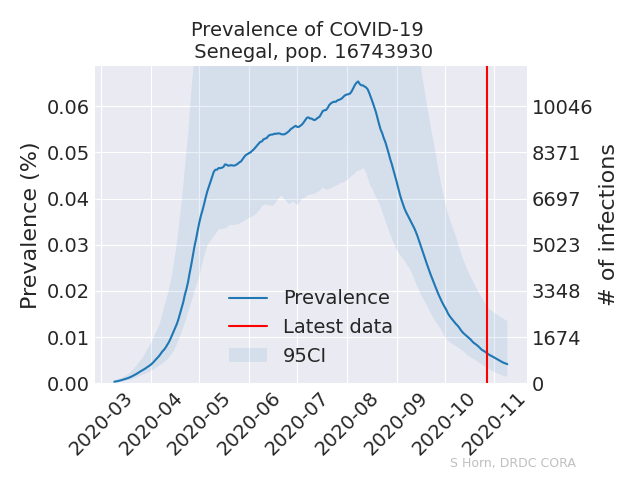 Prevalence of COVID-19
Senegal, pop. 16743930
Prevalence (%)
0.06
0.05
0.04
0.03
0.02
0.01
0.00
10046
8371
6697
5023
3348
1674
0
# of infections
Prevalence
Latest data
95CI
2020-03
2020-04
2020-05
2020-06
2020-07
2020-08
2020-09
2020-10
2020-11
S Horn, DRDC CORA